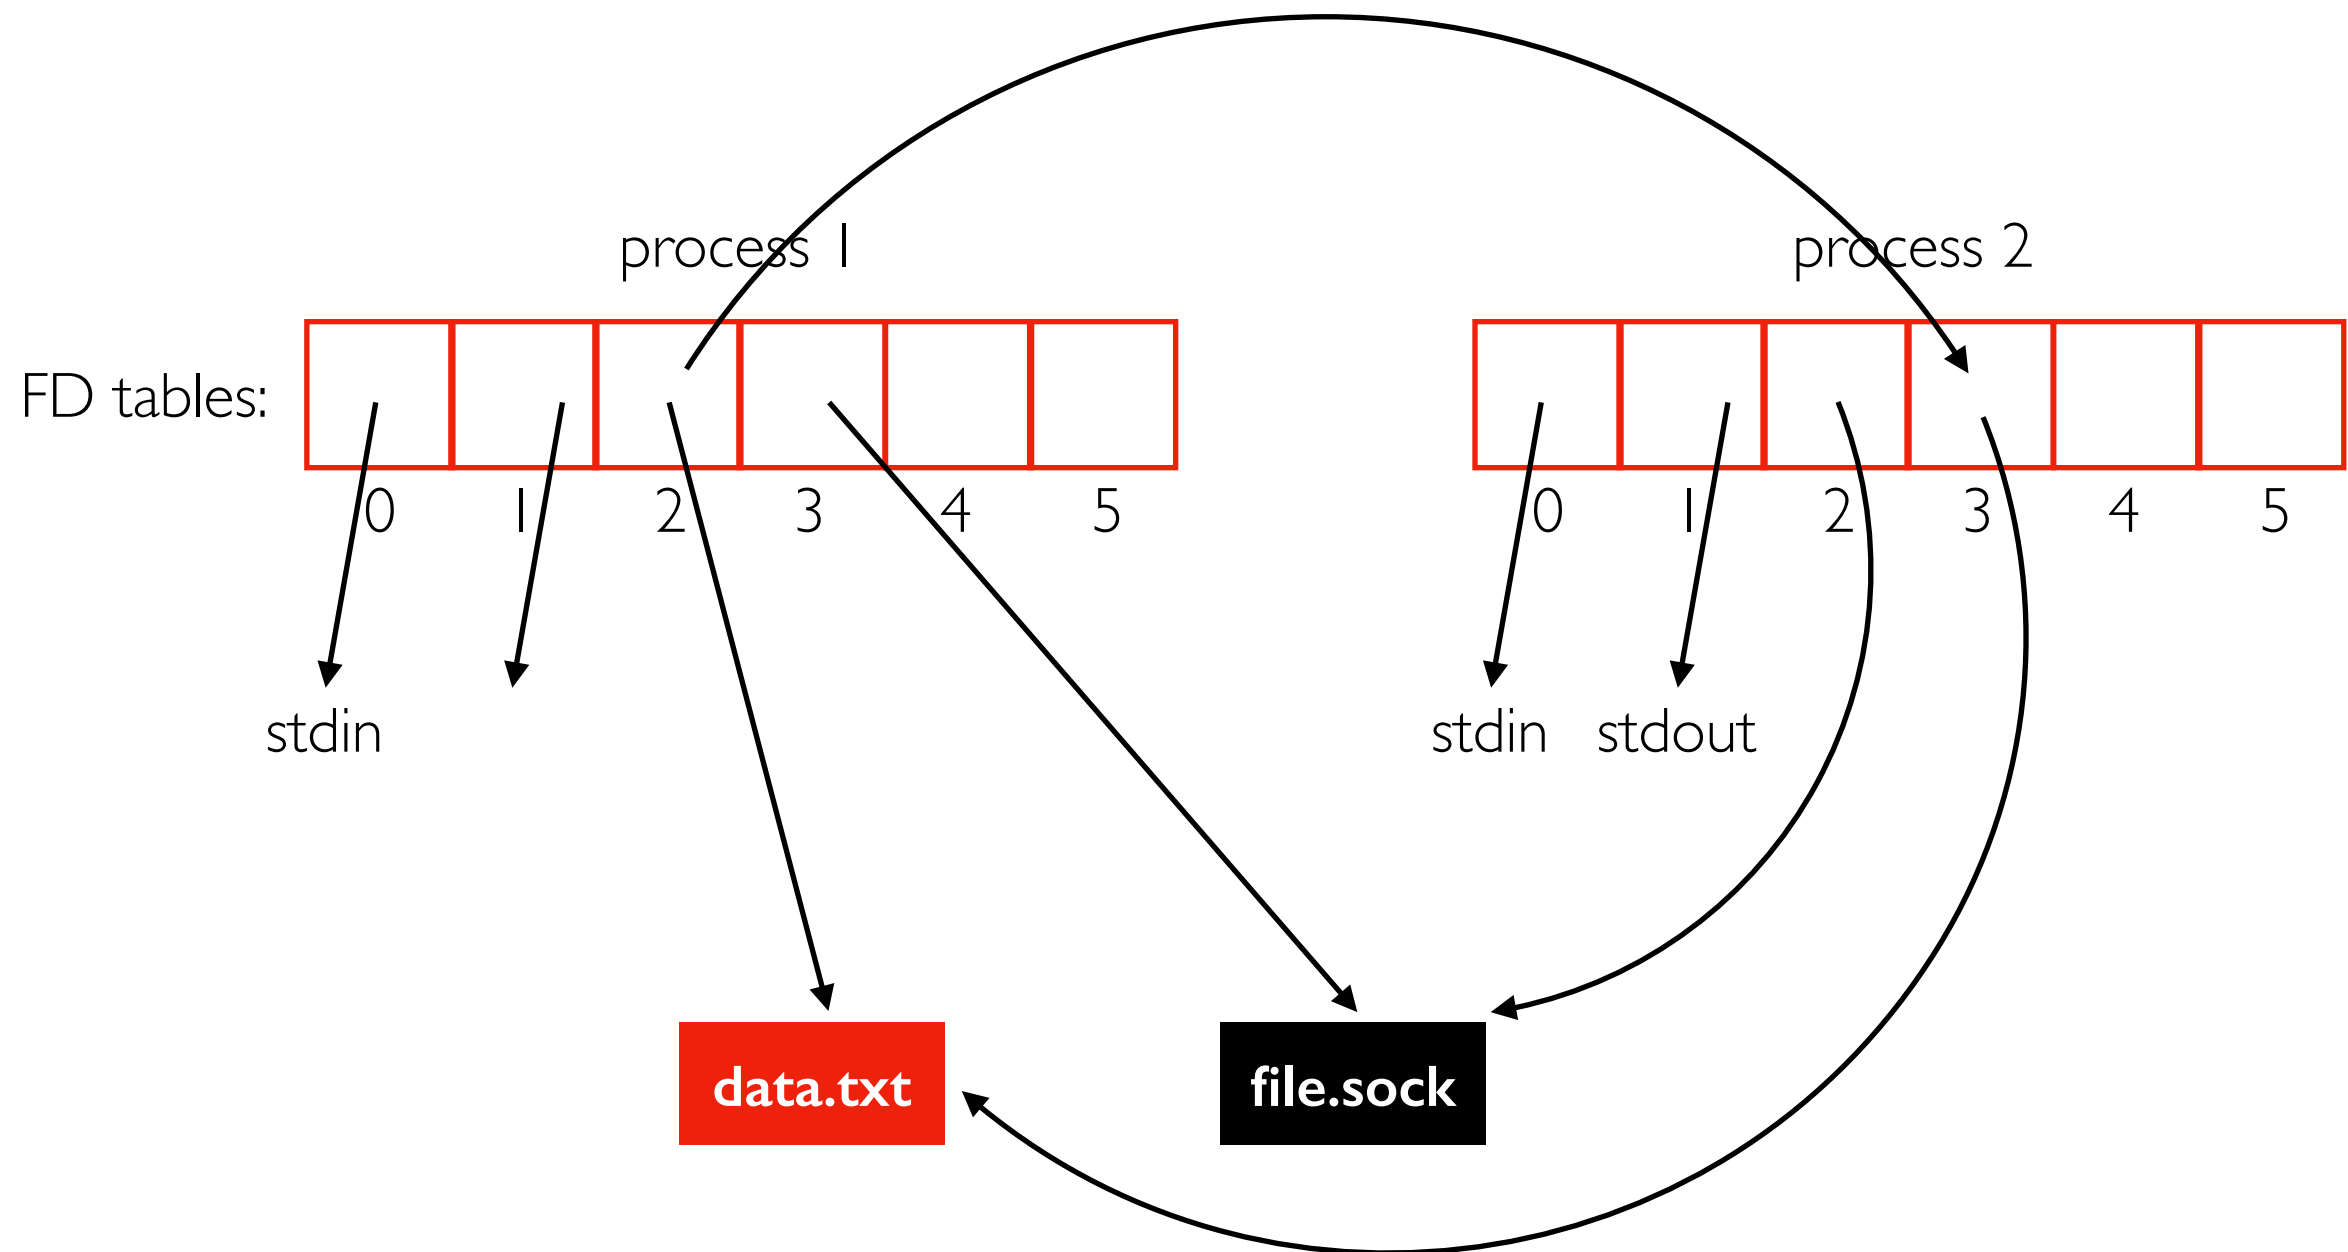 process 1 process 2
FD tables:
0 1 2 3 4 5 0 1 2 3 4 5
stdin stdin stdout
data.txt file.sock